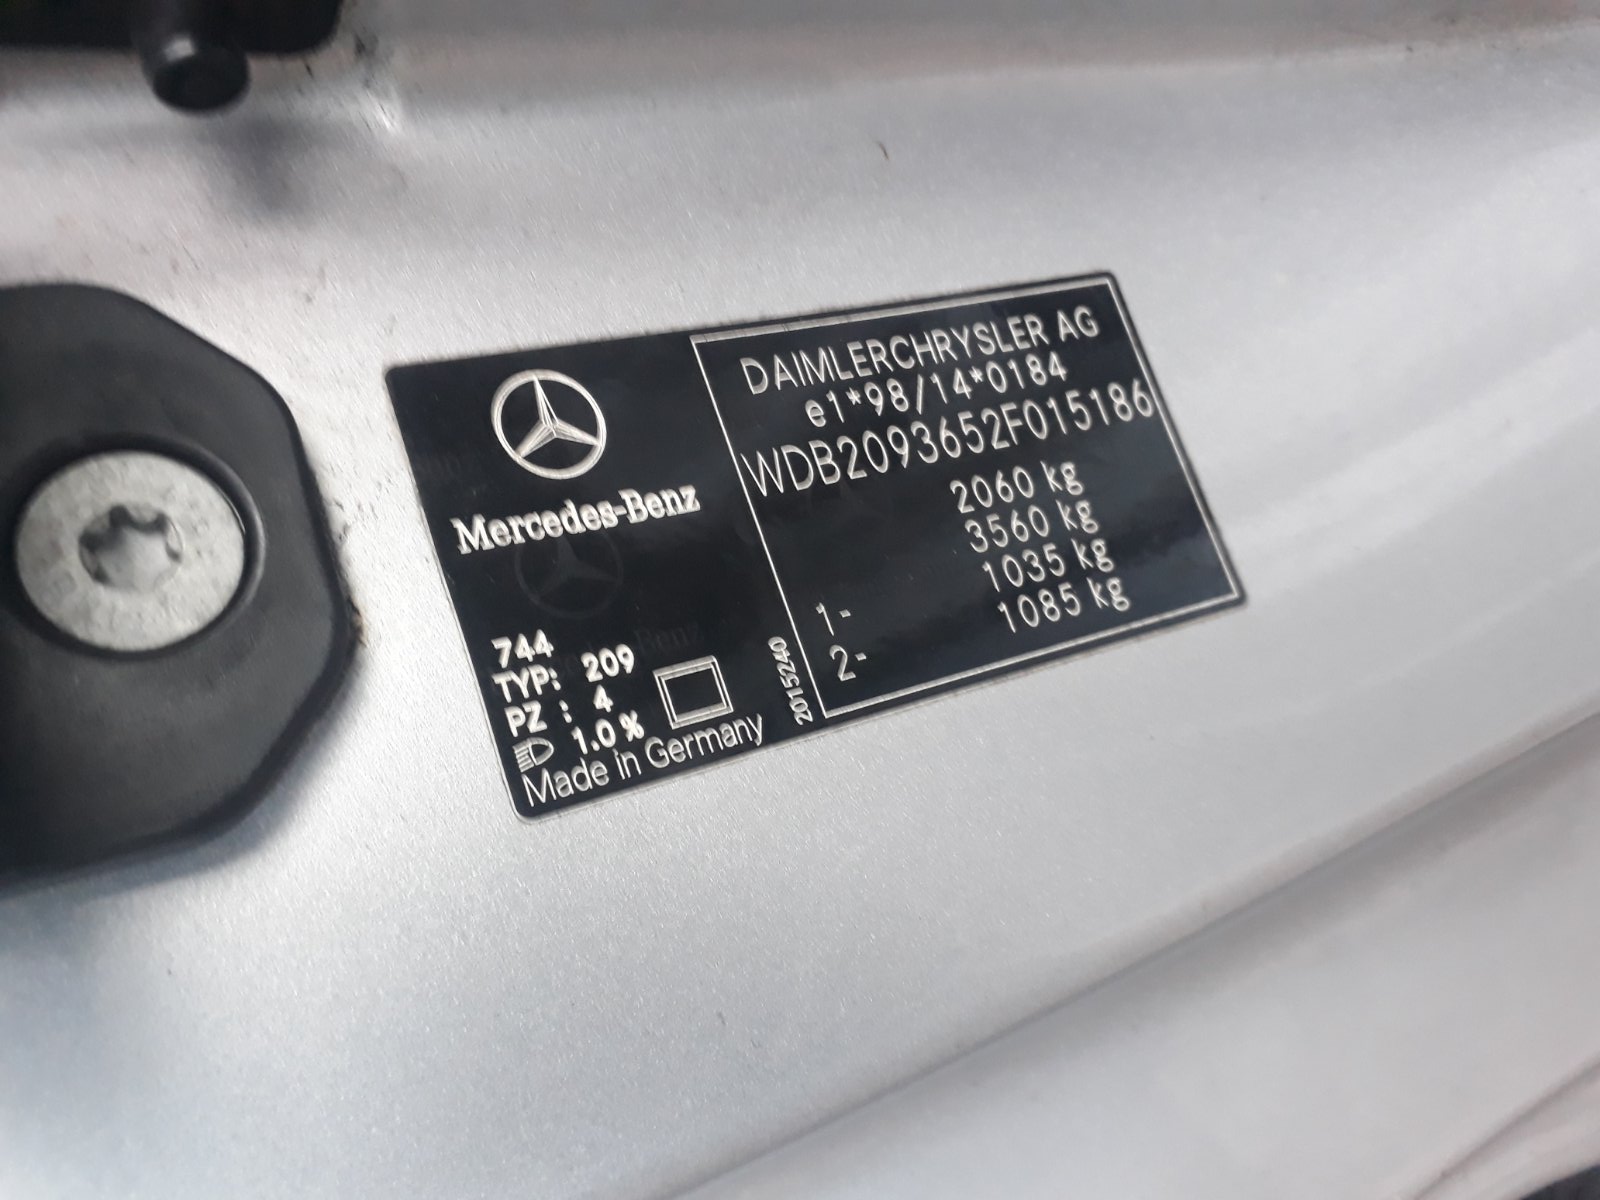 Mercedes-Benz
744
TYP: 209
PZ : 4
1.0 %
Made in Germany
20159240
DAIMLERCHRYSLER AG
e1*98/14*0184
WDB2093652F015186
2060 kg
3560 kg
1- 1035 kg
2- 1085 kg